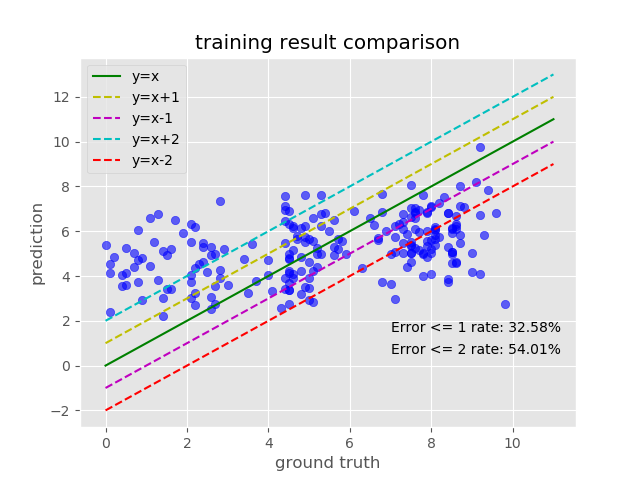 training result comparison
y=x
y=x+1
y=x-1
y=x+2
y=x-2
12
10
8
6
4
2
0
−2
prediction
Error <= 1 rate: 32.58%
Error <= 2 rate: 54.01%
0 2 4 6 8 10
ground truth